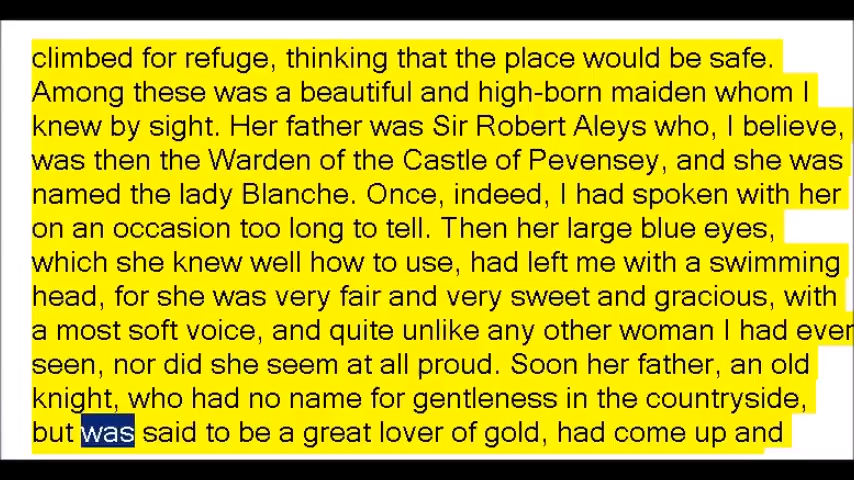 climbed for refuge, thinking that the place would be safe.
Among these was a beautiful and high-born maiden whom I
knew by sight. Her father was Sir Robert Aleys who, I believe,
was then the Warden of the Castle of Pevensey, and she was
named the lady Blanche. Once, indeed, I had spoken with her
on an occasion too long to tell. Then her large blue eyes,
which she knew well how to use, had left me with a swimming
head, for she was very fair and very sweet and gracious, with
a most soft voice, and quite unlike any other woman I had ever
seen, nor did she seem at all proud. Soon her father, an old
knight, who had no name for gentleness in the countryside,
but was said to be a great lover of gold, had come up and